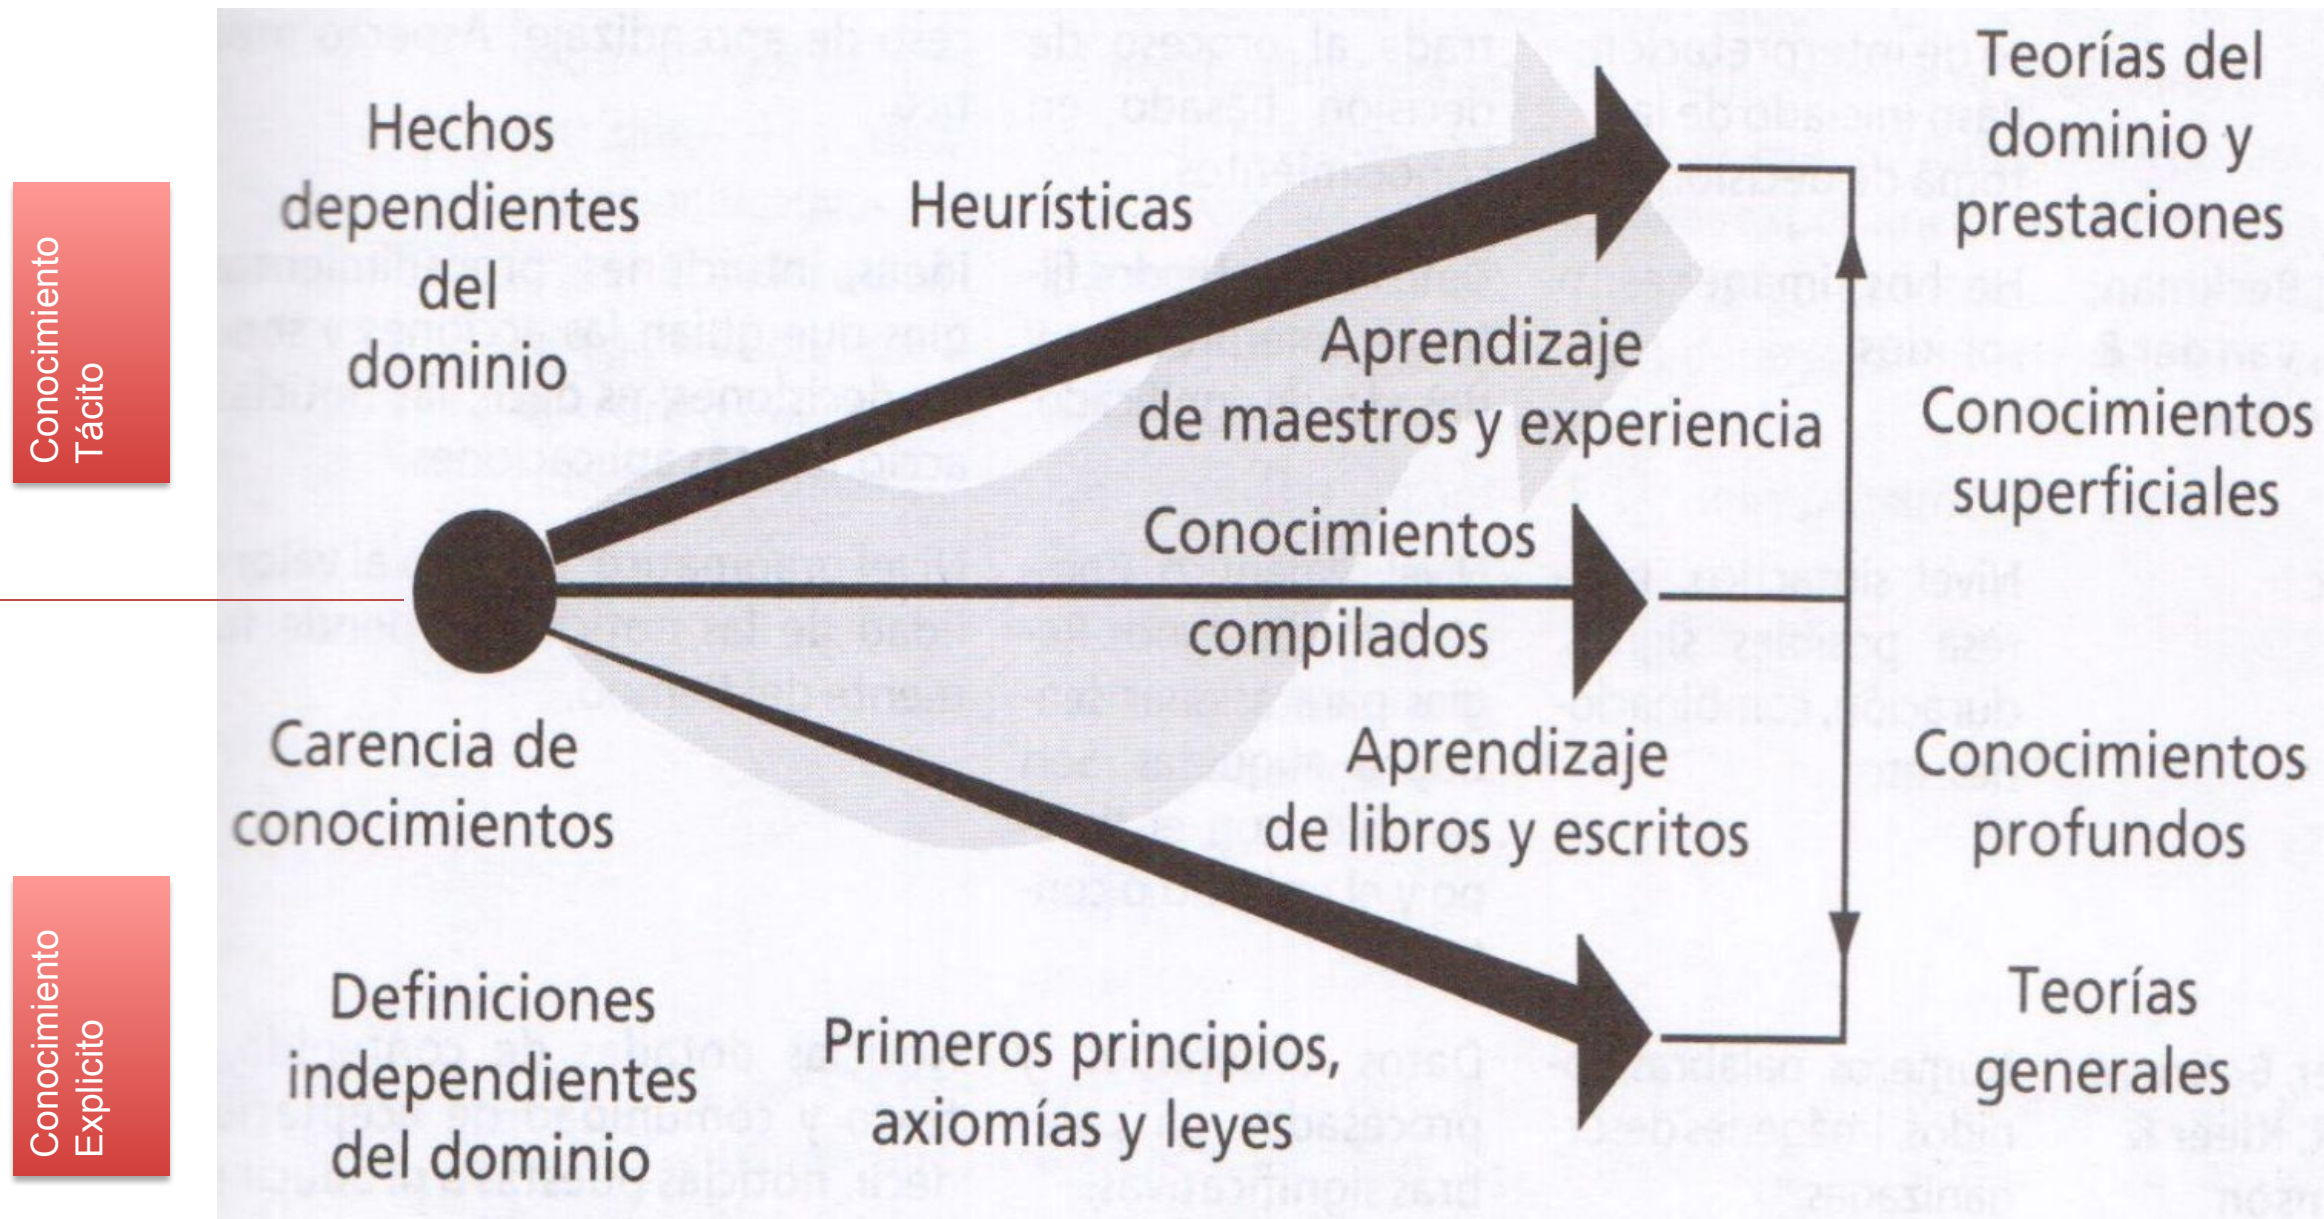 Conocimiento
Tácito
Conocimiento
Explicito
Hechos
dependientes
del
dominio
Heurísticas
Teorías del
dominio y
prestaciones
Aprendizaje
de maestros y experiencia
Conocimientos
superficiales
Conocimientos
compilados
Carencia de
conocimientos
Aprendizaje
de libros y escritos
Conocimientos
profundos
Definiciones
independientes
del dominio
Primeros principios,
axiomías y leyes
Teorías
generales